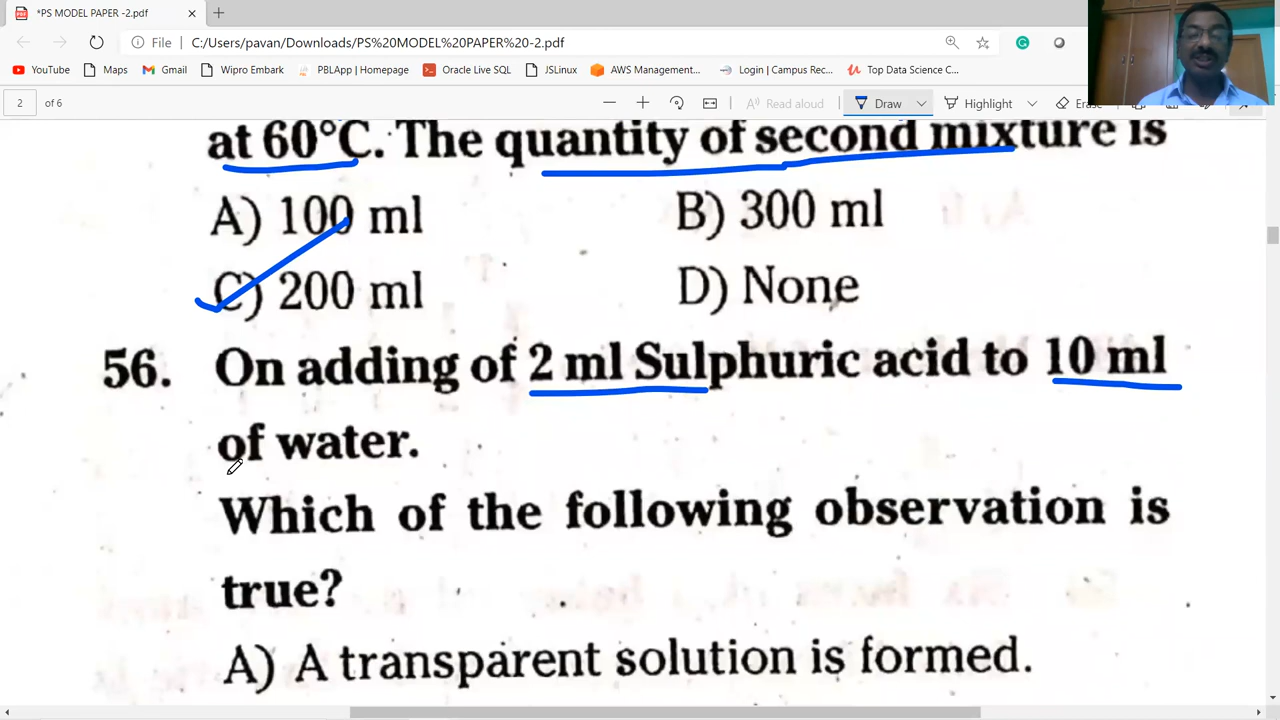 *PS MODEL PAPER -2.pdf
File C:/Users/pavan/Downloads/PS%20MODEL%20PAPER%20-2.pdf
YouTube Maps Gmail Wipro Embark PBLApp | Homepage Oracle Live SQL JSLinux AWS Management... Login | Campus Rec... Top Data Science C...
2 of 6 Read aloud Draw Highlight Erase
at 60°C. The quantity of second mixture is
A) 100 ml B) 300 ml
C) 200 ml D) None
56. On adding of 2 ml Sulphuric acid to 10 ml
of water.
Which of the following observation is
true?
A) A transparent solution is formed.